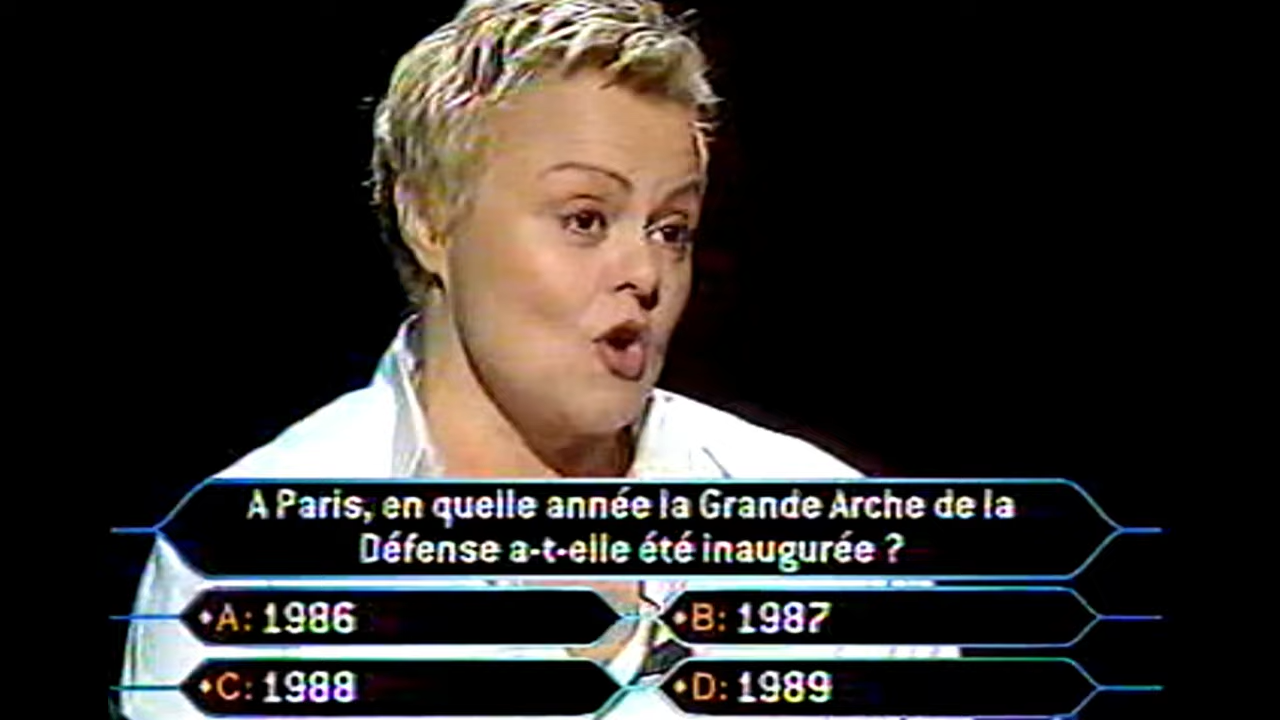 A Paris, en quelle année la Grande Arche de la
Défense a-t-elle été inaugurée ?
A: 1986
B: 1987
C: 1988
D: 1989